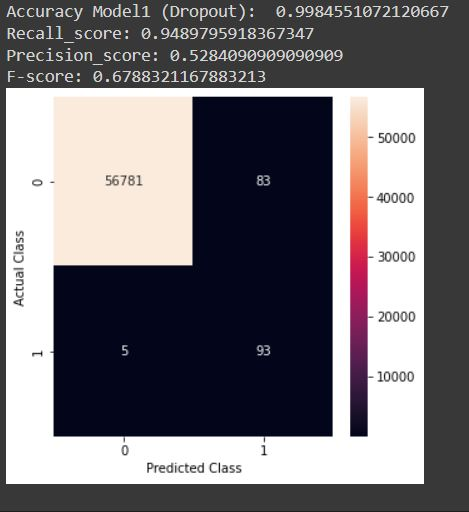 Accuracy Model1 (Dropout):  0.9984551072120667
Recall_score: 0.9489795918367347
Precision_score: 0.5284090909090909
F-score: 0.6788321167883213
50000
56781 83
0
40000
30000
Actual Class
20000
5 93
1
10000
0 1
Predicted Class